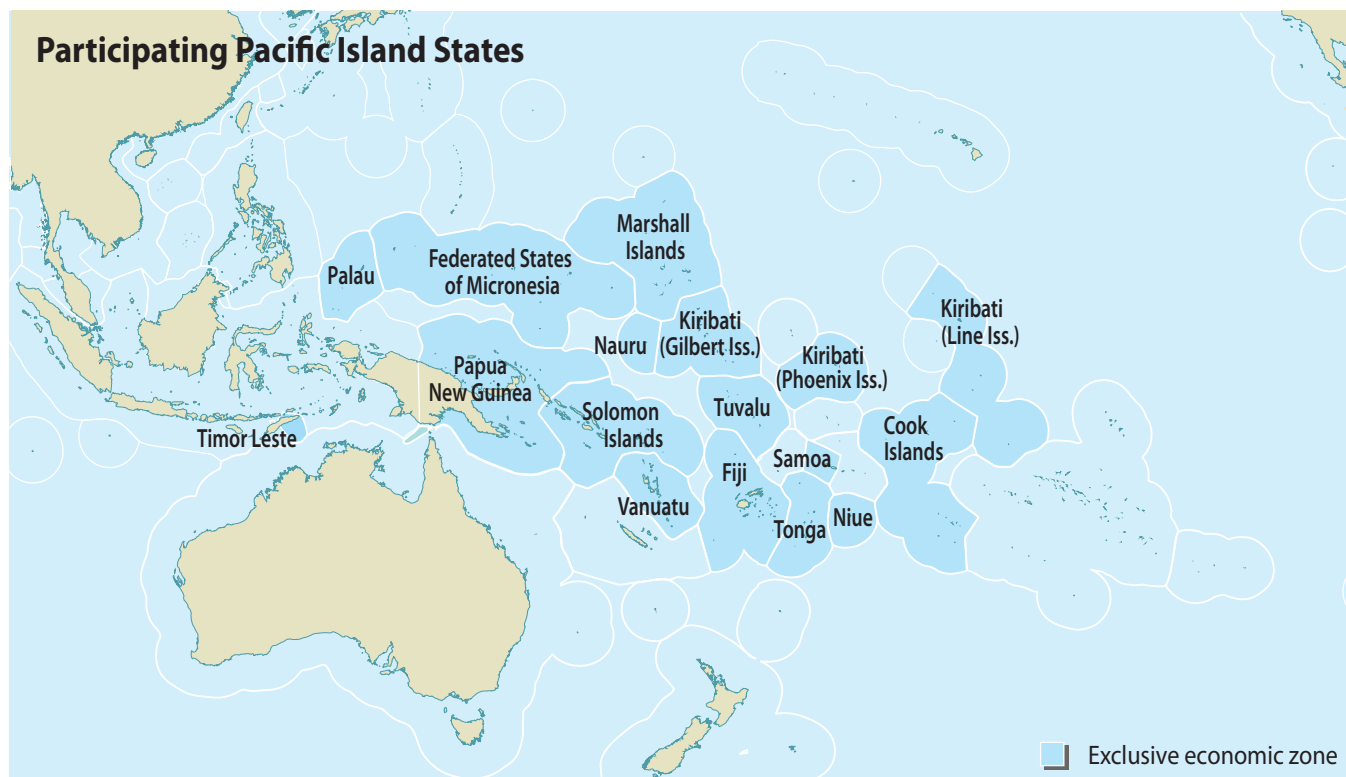 Participating Pacific Island States
Marshall
Islands
Federated States
of Micronesia
Palau
Kiribati
(Line Iss.)
Kiribati
(Gilbert Iss.)
Nauru
Kiribati
(Phoenix Iss.)
Papua
New Guinea
Tuvalu
Solomon
Islands
Cook
Islands
Timor Leste
Samoa
Fiji
Vanuatu
Niue
Tonga
Exclusive economic zone